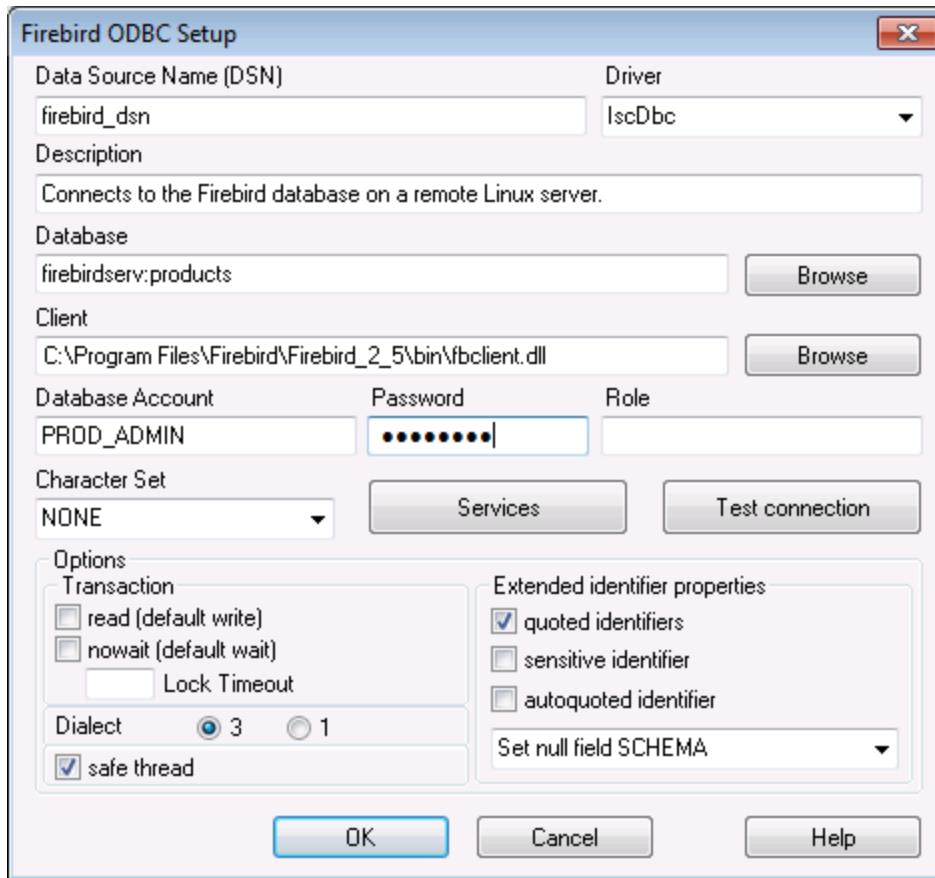 Firebird ODBC Setup
Data Source Name (DSN) Driver
firebird_dsn IscDbc
Description
Connects to the Firebird database on a remote Linux server.
Database
firebirdserv:products Browse
Client
C:\Program Files\Firebird\Firebird_2_5\bin\fbclient.dll Browse
Database Account Password Role
PROD_ADMIN ●●●●●●●●
Character Set
NONE Services Test connection
Options
Transaction Extended identifier properties
read (default write) quoted identifiers
nowait (default wait) sensitive identifier
Lock Timeout autoquoted identifier
Dialect 3 1
Set null field SCHEMA
safe thread
OK Cancel Help